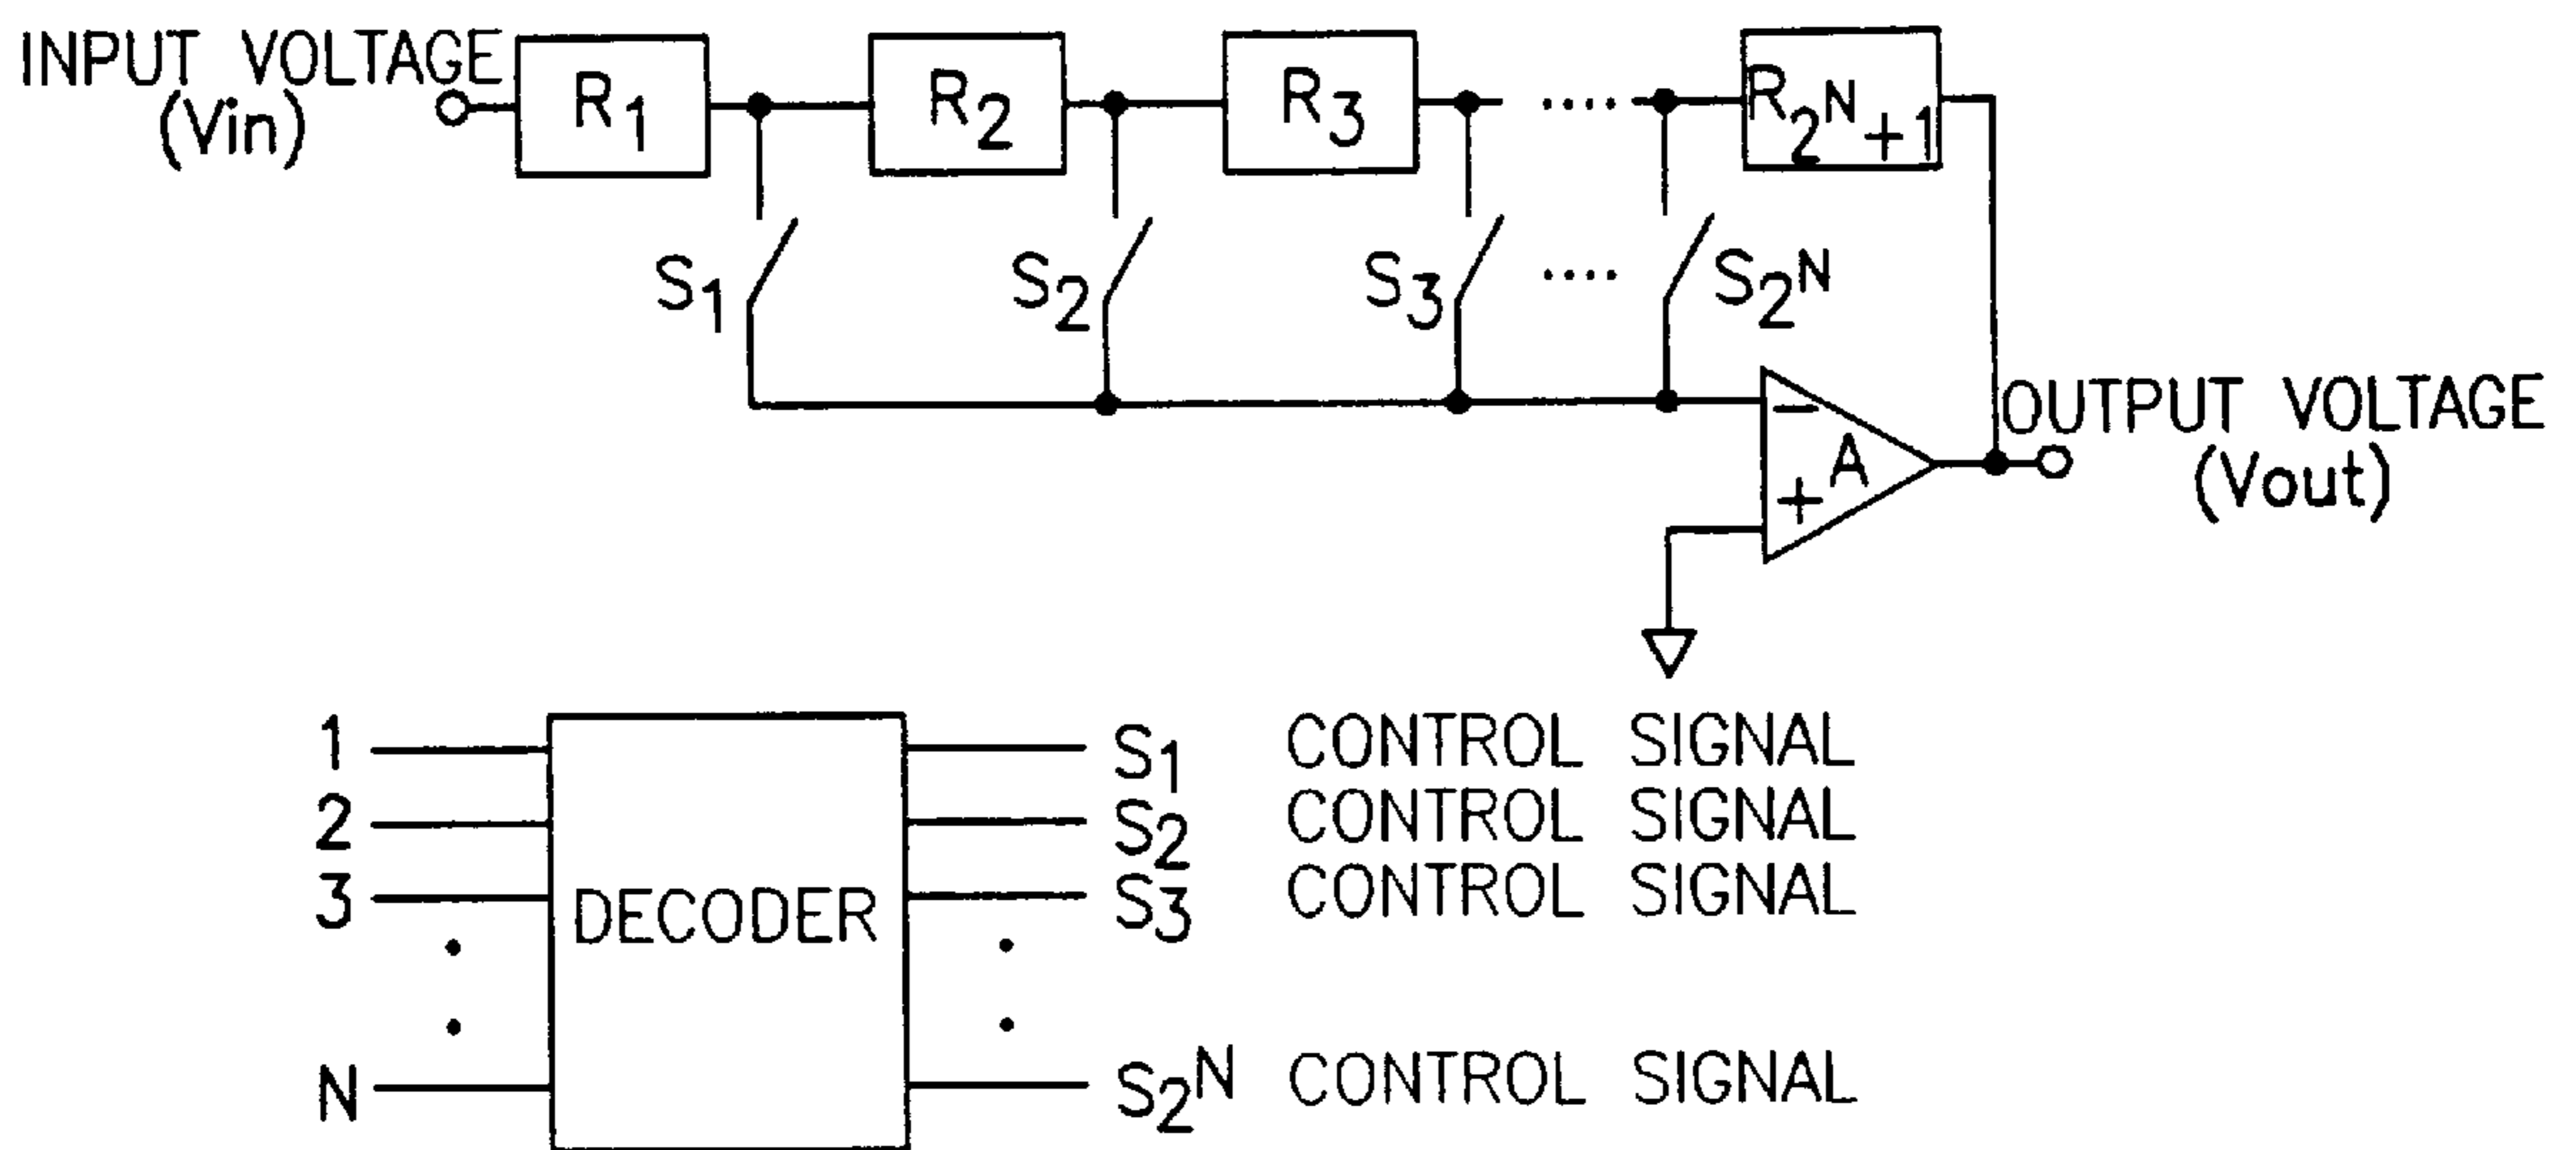 INPUT VOLTAGE
(Vin)
R1
R2
R3
....
R2N+1
S1
S2
S3
....
S2N
−
+
A
OUTPUT VOLTAGE
(Vout)
1
2
3
N
DECODER
S1 CONTROL SIGNAL
S2 CONTROL SIGNAL
S3 CONTROL SIGNAL
S2N CONTROL SIGNAL